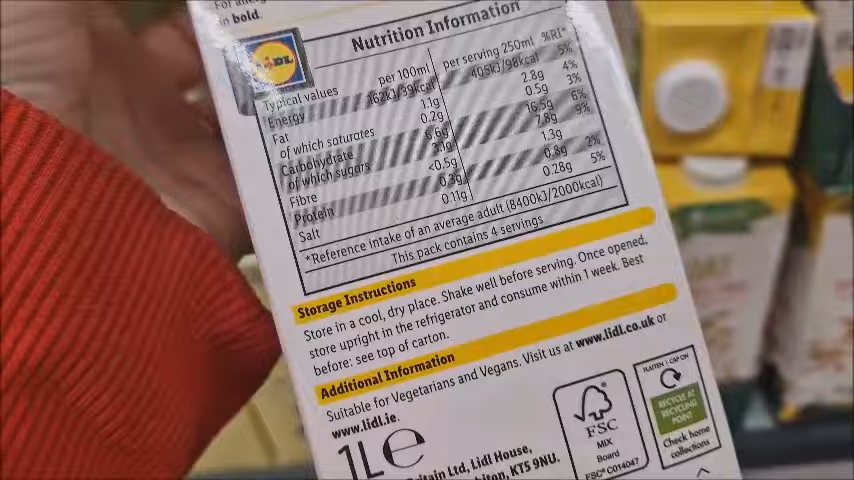 in bold.
LIDL
Nutrition Information
Typical values per 100ml per serving 250ml %RI*
Energy 162kJ/39kcal 405kJ/98kcal 5%
Fat 1.1g 2.8g 4%
of which saturates 0.2g 0.5g 3%
Carbohydrate 6.6g 16.5g 6%
of which sugars 3.1g 7.8g 9%
Fibre <0.5g 1.3g
Protein 0.3g 0.8g 2%
Salt 0.11g 0.28g 5%
*Reference intake of an average adult (8400kJ/2000kcal)
This pack contains 4 servings
Storage Instructions
Store in a cool, dry place. Shake well before serving. Once opened,
store upright in the refrigerator and consume within 1 week. Best
before: see top of carton.
Additional Information
Suitable for Vegetarians and Vegans. Visit us at www.lidl.co.uk or
www.lidl.ie.
1L e
Ltd, Lidl House,
KT5 9NU.
FSC
MIX
Board
FSC® C014047
FLATTEN | CAP ON
RECYCLE AT
RECYCLING
POINT
Check home
collections